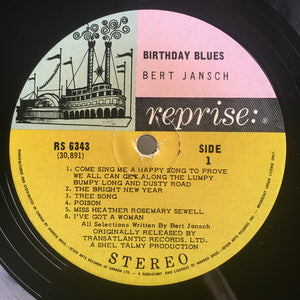 BIRTHDAY BLUES
BERT JANSCH
reprise:
RS 6343
(30,891)
SIDE
1
1. COME SING ME A HAPPY SONG TO PROVE
WE ALL CAN GET ALONG THE LUMPY
BUMPY LONG AND DUSTY ROAD
2. THE BRIGHT NEW YEAR
3. TREE SONG
4. POISON
5. MISS HEATHER ROSEMARY SEWELL
6. I'VE GOT A WOMAN
All Selections Written By Bert Jansch
ORIGINALLY RELEASED BY
TRANSATLANTIC RECORDS, LTD.
A SHEL TALMY PRODUCTION
STEREO